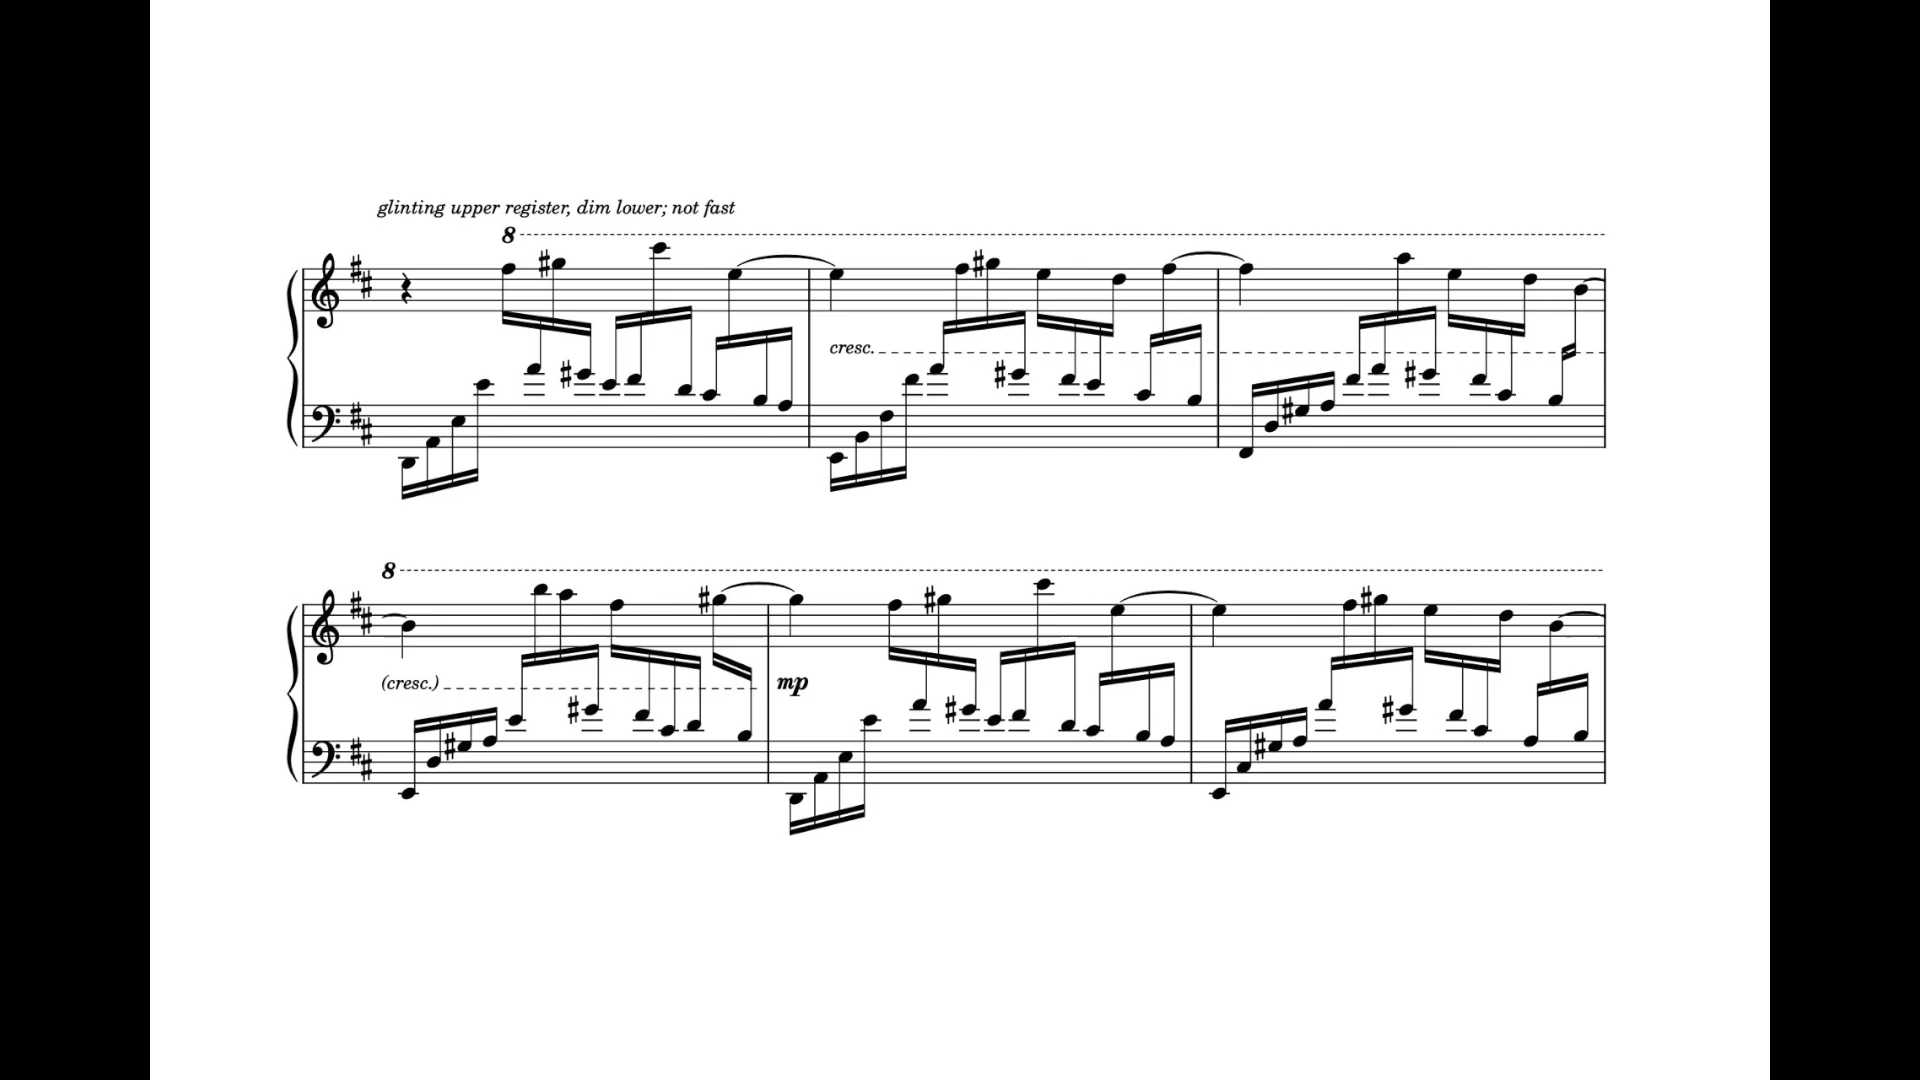 glinting upper register, dim lower; not fast
8
cresc.
8
(cresc.)
mp